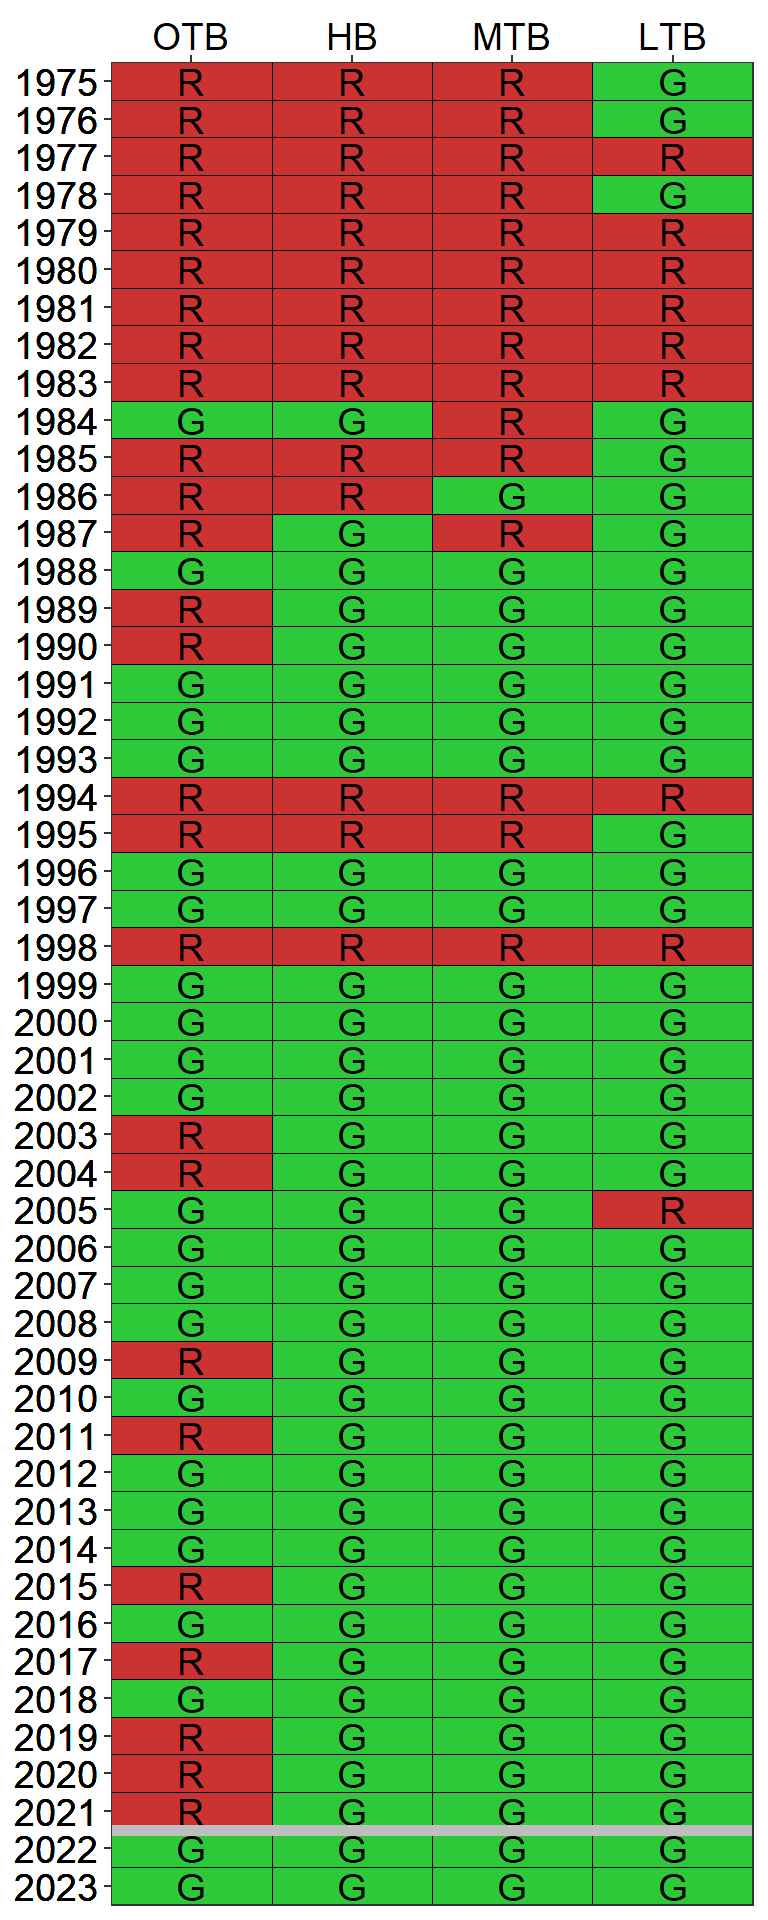 OTB HB MTB LTB
1975 R R R G
1976 R R R G
1977 R R R R
1978 R R R G
1979 R R R R
1980 R R R R
1981 R R R R
1982 R R R R
1983 R R R R
1984 G G R G
1985 R R R G
1986 R R G G
1987 R G R G
1988 G G G G
1989 R G G G
1990 R G G G
1991 G G G G
1992 G G G G
1993 G G G G
1994 R R R R
1995 R R R G
1996 G G G G
1997 G G G G
1998 R R R R
1999 G G G G
2000 G G G G
2001 G G G G
2002 G G G G
2003 R G G G
2004 R G G G
2005 G G G R
2006 G G G G
2007 G G G G
2008 G G G G
2009 R G G G
2010 G G G G
2011 R G G G
2012 G G G G
2013 G G G G
2014 G G G G
2015 R G G G
2016 G G G G
2017 R G G G
2018 G G G G
2019 R G G G
2020 R G G G
2021 R G G G
2022 G G G G
2023 G G G G